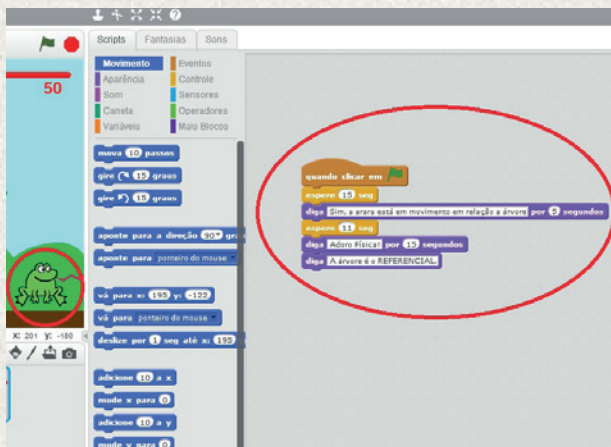 Scripts Fantasias Sons
50
Movimento Eventos
Aparência Controle
Som Sensores
Caneta Operadores
Variáveis Mais Blocos
mova 10 passos
gire 15 graus
gire 15 graus
aponte para a direção 90 gra
aponte para ponteiro do mouse
vá para x: 195 y: -122
vá para ponteiro do mouse
deslize por 1 seg até x: 195
adicione 10 a x
mude x para 0
adicione 10 a y
mude y para 0
quando clicar em
espere 15 seg
diga Sim, a arara está em movimento em relação a árvore por 5 segundos
espere 11 seg
diga Adoro Física! por 15 segundos
diga A árvore é o REFERENCIAL.
X: 201 y: -180